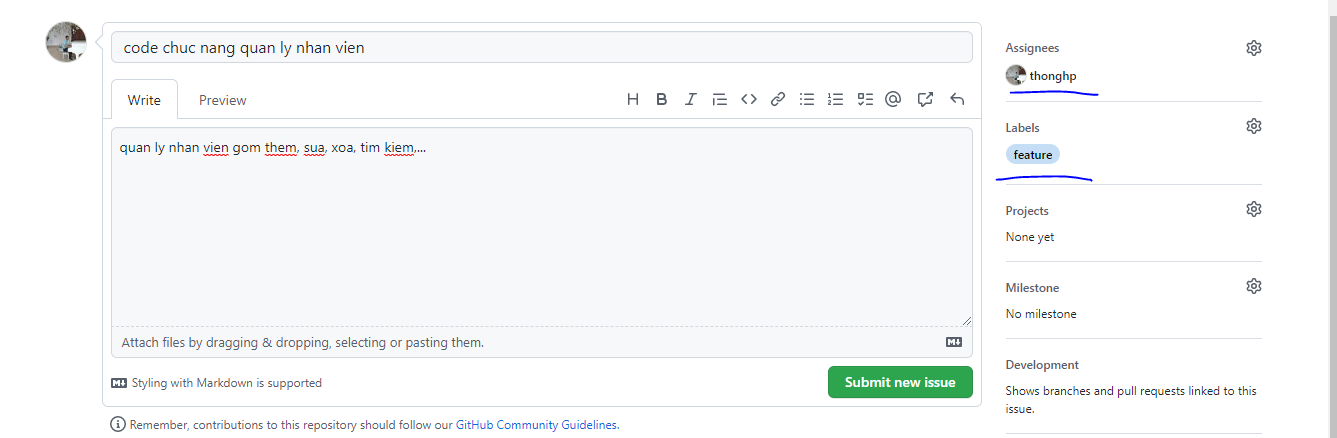 code chuc nang quan ly nhan vien
Write
Preview
quan ly nhan vien gom them, sua, xoa, tim kiem,...
Attach files by dragging & dropping, selecting or pasting them.
Styling with Markdown is supported
Submit new issue
Remember, contributions to this repository should follow our GitHub Community Guidelines.
Assignees
thonghp
Labels
feature
Projects
None yet
Milestone
No milestone
Development
Shows branches and pull requests linked to this
issue.